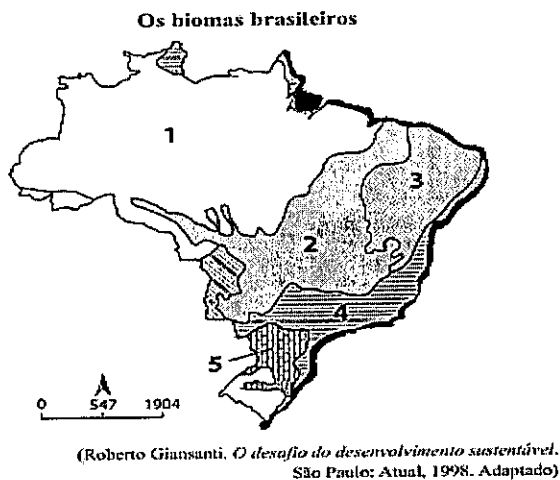 Os biomas brasileiros
1
3
2
4
5
0 547 1904
(Roberto Giansanti. O desafio do desenvolvimento sustentável.
São Paulo: Atual, 1998. Adaptado)